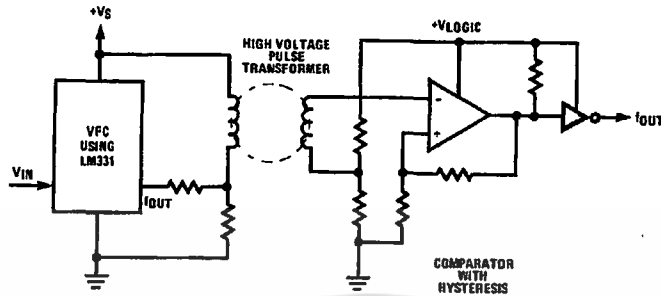 +VS
HIGH VOLTAGE
PULSE
TRANSFORMER
+VLOGIC
VFC
USING
LM331
VIN
fOUT
-
+
fOUT
COMPARATOR
WITH
HYSTERESIS